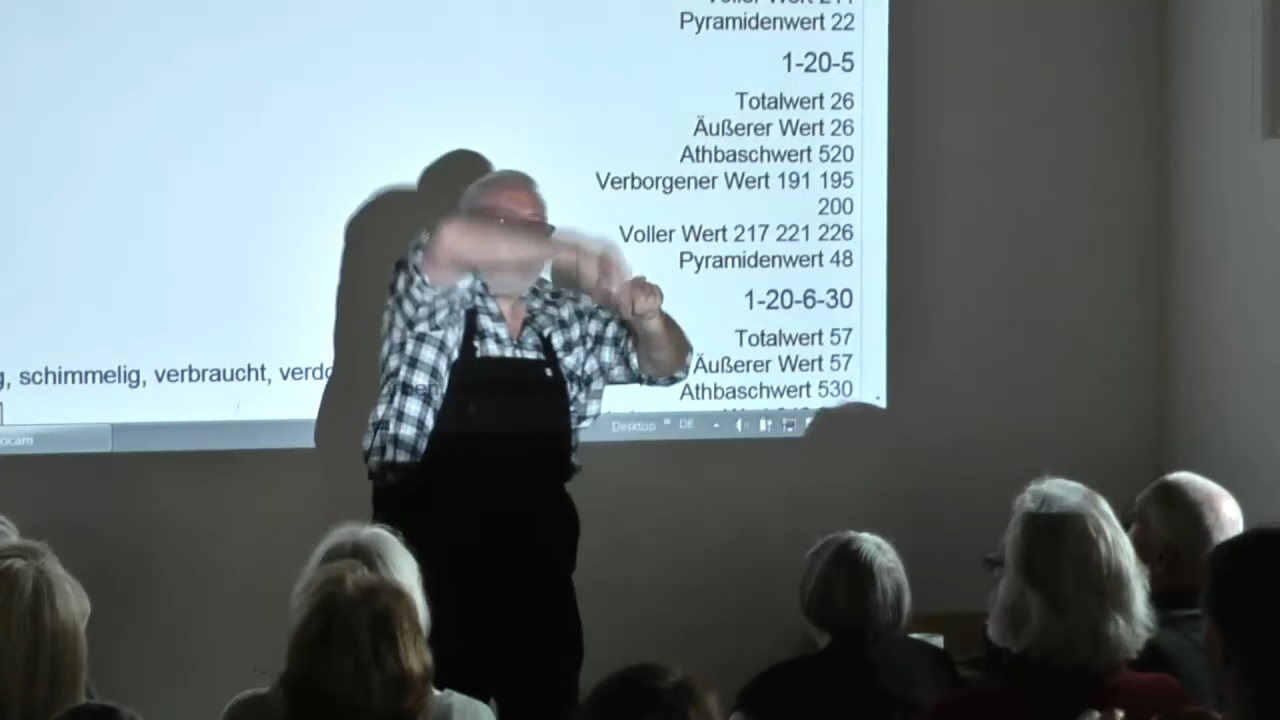 Pyramidenwert 22
1-20-5
Totalwert 26
Äußerer Wert 26
Athbaschwert 520
Verborgener Wert 191 195
200
Voller Wert 217 221 226
Pyramidenwert 48
1-20-6-30
Totalwert 57
Äußerer Wert 57
Athbaschwert 530
schimmelig, verbraucht,
Desktop » DE